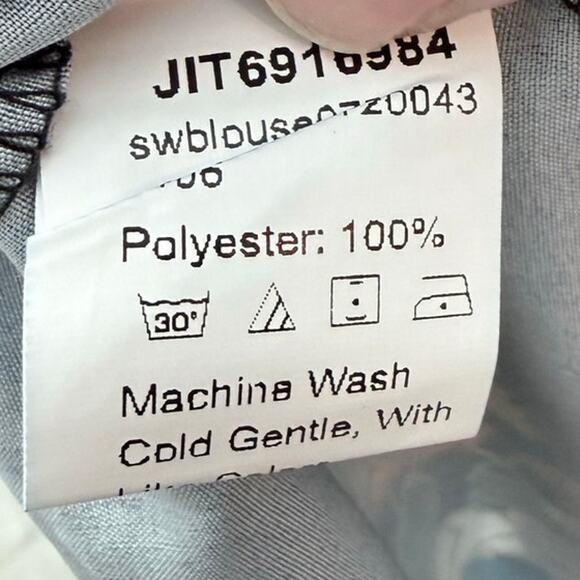 JIT6916984
Polyester: 100%
30°
Machine Wash
Cold Gentle, With